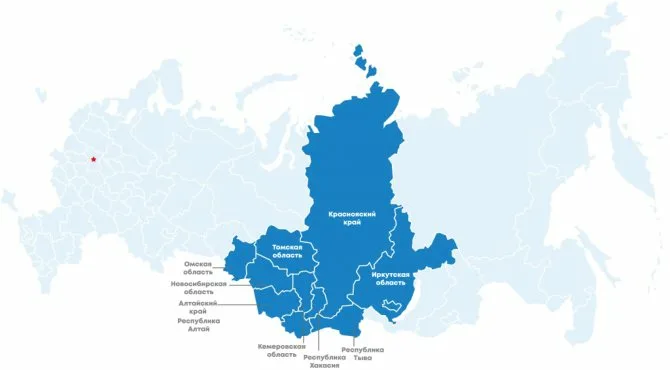 Красноярский
край
Томская
область
Омская
область
Иркутская
область
Новосибирская
область
Алтайский
край
Республика
Алтай
Кемеровская
область
Республика
Хакасия
Республика
Тыва